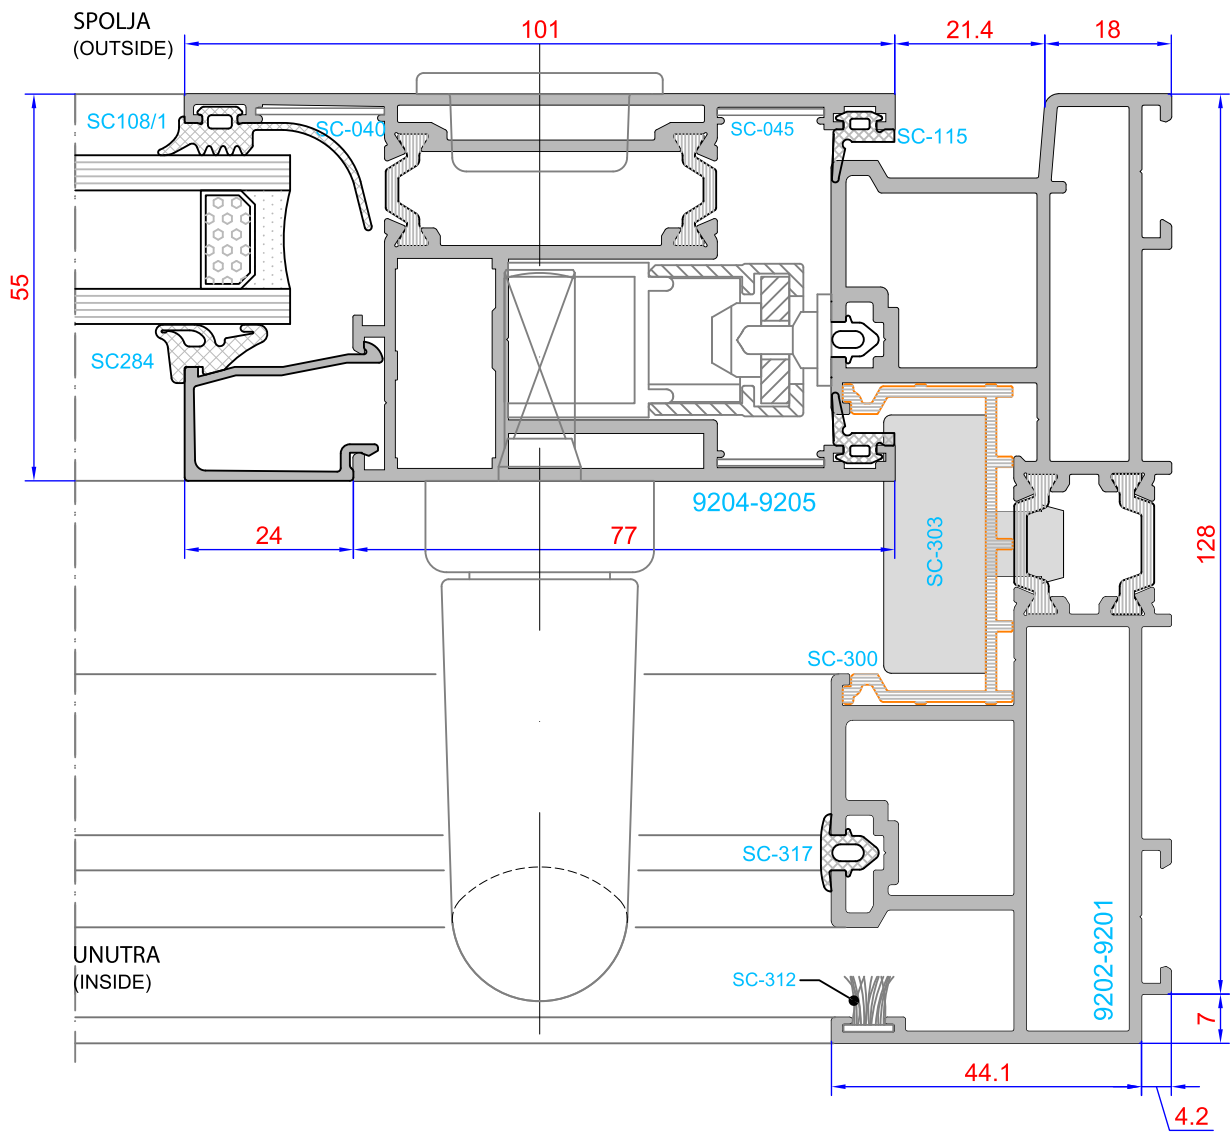 SPOLJA
(OUTSIDE)
101
21.4
18
SC108/1
SC-040
SC-045
SC-115
55
SC284
9204-9205
24
77
SC-303
128
SC-300
SC-317
UNUTRA
(INSIDE)
SC-312
9202-9201
7
44.1
4.2